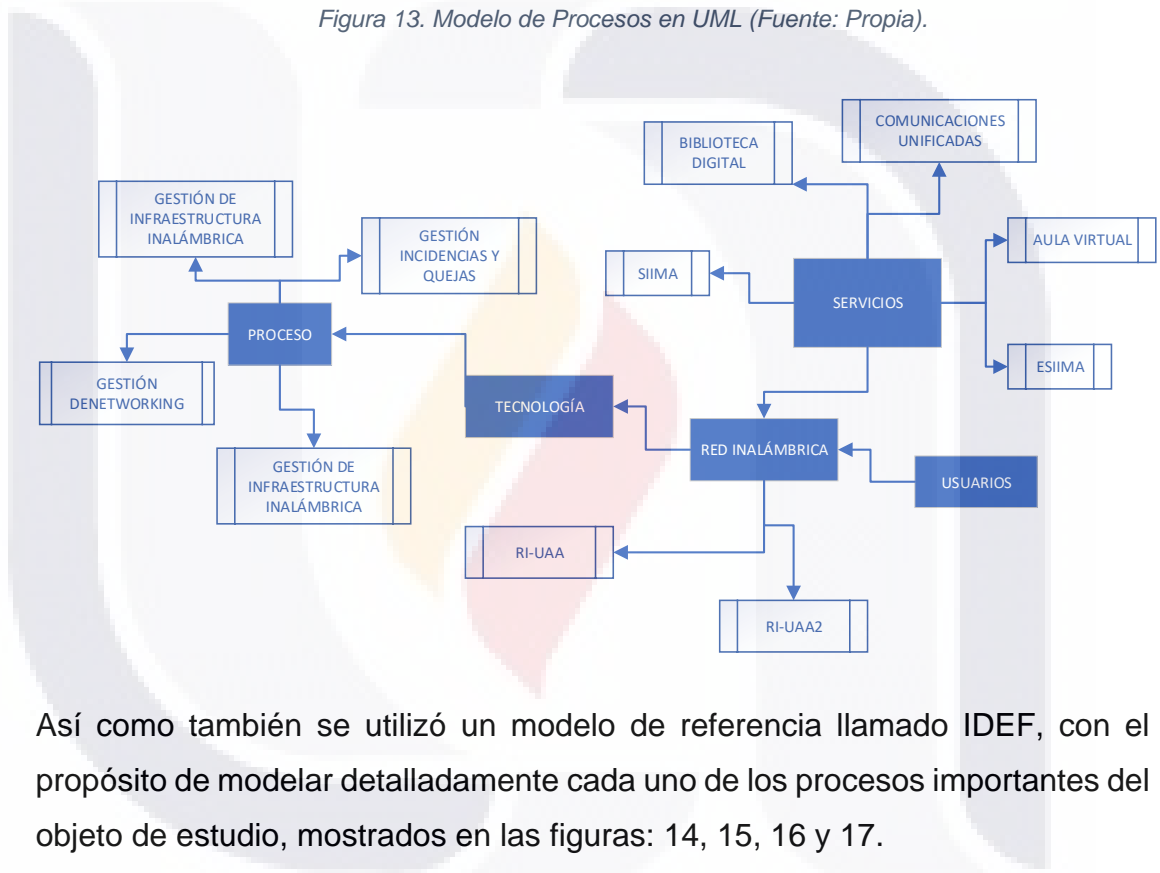 Figura 13. Modelo de Procesos en UML (Fuente: Propia).
COMUNICACIONES
UNIFICADAS
BIBLIOTECA
DIGITAL
GESTIÓN DE
INFRAESTRUCTURA
INALÁMBRICA
GESTIÓN
INCIDENCIAS Y
QUEJAS
AULA VIRTUAL
SIIMA
SERVICIOS
PROCESO
ESIIMA
GESTIÓN
DENETWORKING
TECNOLOGÍA
RED INALÁMBRICA
USUARIOS
GESTIÓN DE
INFRAESTRUCTURA
INALÁMBRICA
RI-UAA
RI-UAA2
Así como también se utilizó un modelo de referencia llamado IDEF, con el
propósito de modelar detalladamente cada uno de los procesos importantes del
objeto de estudio, mostrados en las figuras: 14, 15, 16 y 17.